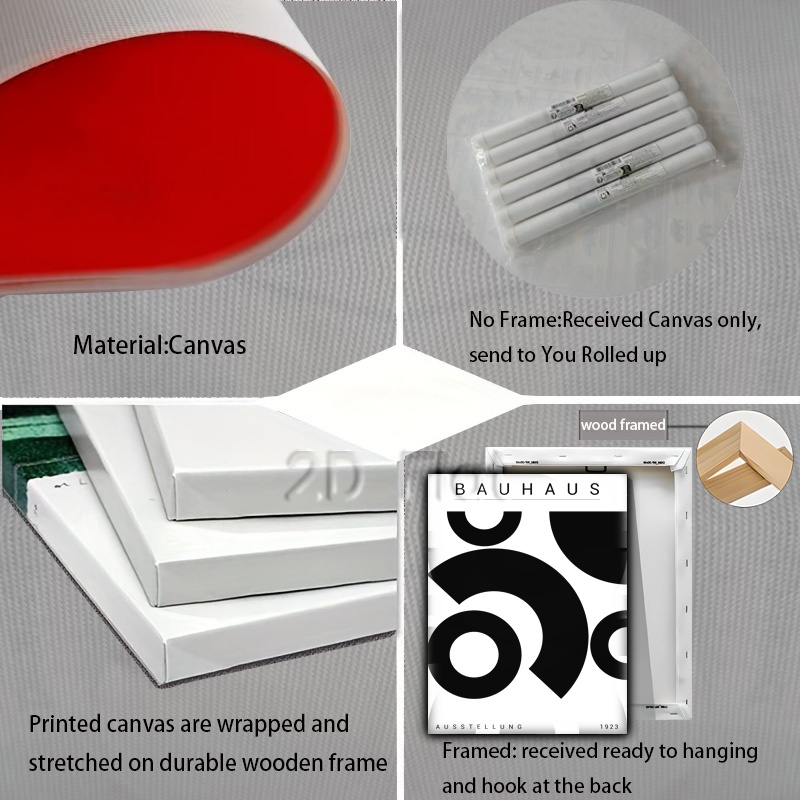 Material:Canvas
No Frame:Received Canvas only,
send to You Rolled up
wood framed
2D
BAUHAUS
AUSSTELLUNG 1923
Printed canvas are wrapped and
stretched on durable wooden frame
Framed: received ready to hanging
and hook at the back